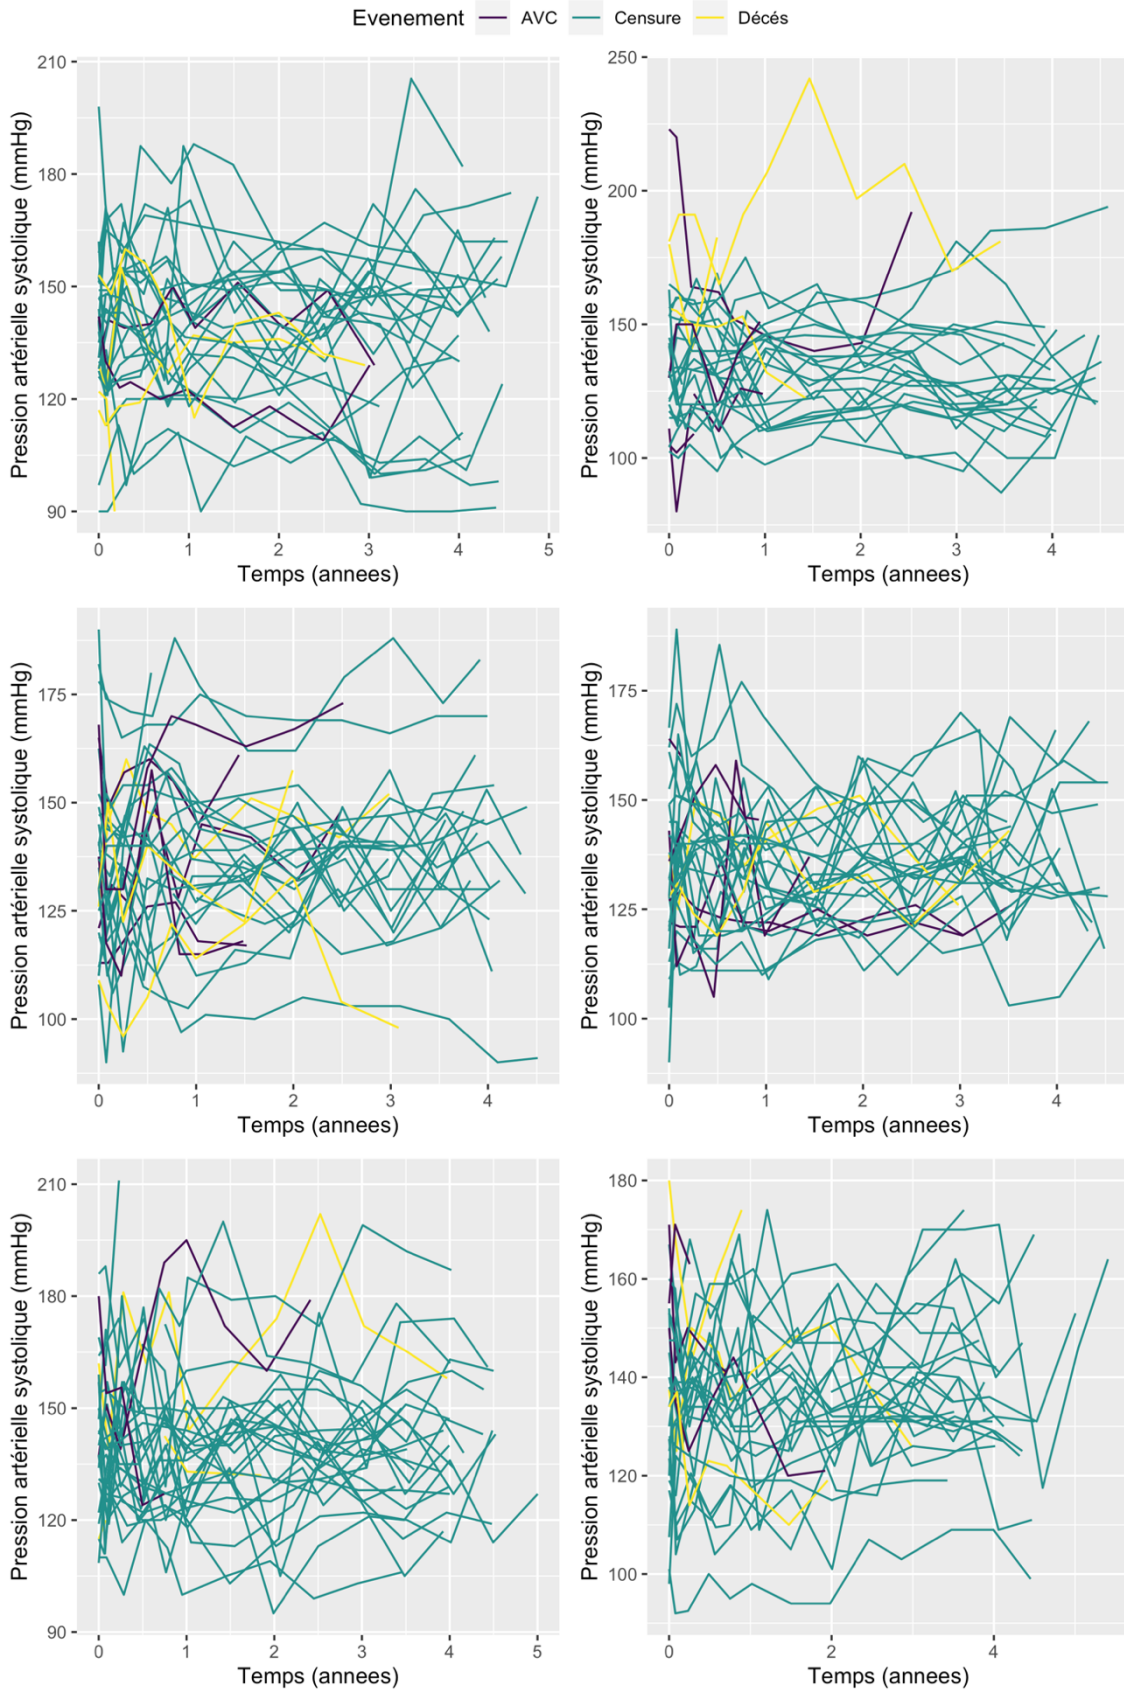 Evenement AVC Censure Décés
210
180
150
120
90
0 1 2 3 4 5
Temps (annees)
Pression artérielle systolique (mmHg)
250
200
150
100
0 1 2 3 4
Temps (annees)
Pression artérielle systolique (mmHg)
175
150
125
100
0 1 2 3 4
Temps (annees)
Pression artérielle systolique (mmHg)
175
150
125
100
0 1 2 3 4
Temps (annees)
Pression artérielle systolique (mmHg)
210
180
150
120
90
0 1 2 3 4 5
Temps (annees)
Pression artérielle systolique (mmHg)
180
160
140
120
100
0 2 4
Temps (annees)
Pression artérielle systolique (mmHg)